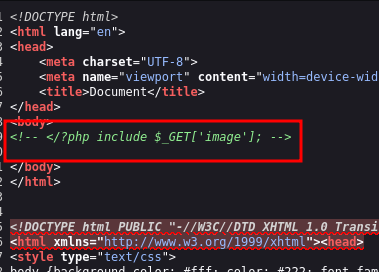 <!DOCTYPE html>
<html lang="en">
<head>
<meta charset="UTF-8">
<meta name="viewport" content="width=device-wid
<title>Document</title>
</head>
<body>
<!-- </?php include $_GET['image']; -->
</body>
</html>
<!DOCTYPE html PUBLIC "-//W3C//DTD XHTML 1.0 Transi
<html xmlns="http://www.w3.org/1999/xhtml"><head>
<style type="text/css">
body {background-color: #fff; color: #222; font-fam